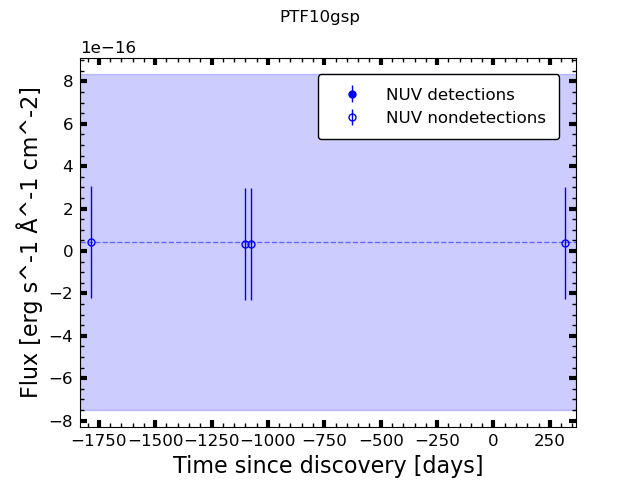 PTF10gsp
1e−16
NUV detections
NUV nondetections
8
6
4
2
0
−2
−4
−6
−8
Flux [erg s^-1 Å^-1 cm^-2]
−1750 −1500 −1250 −1000 −750 −500 −250 0 250
Time since discovery [days]